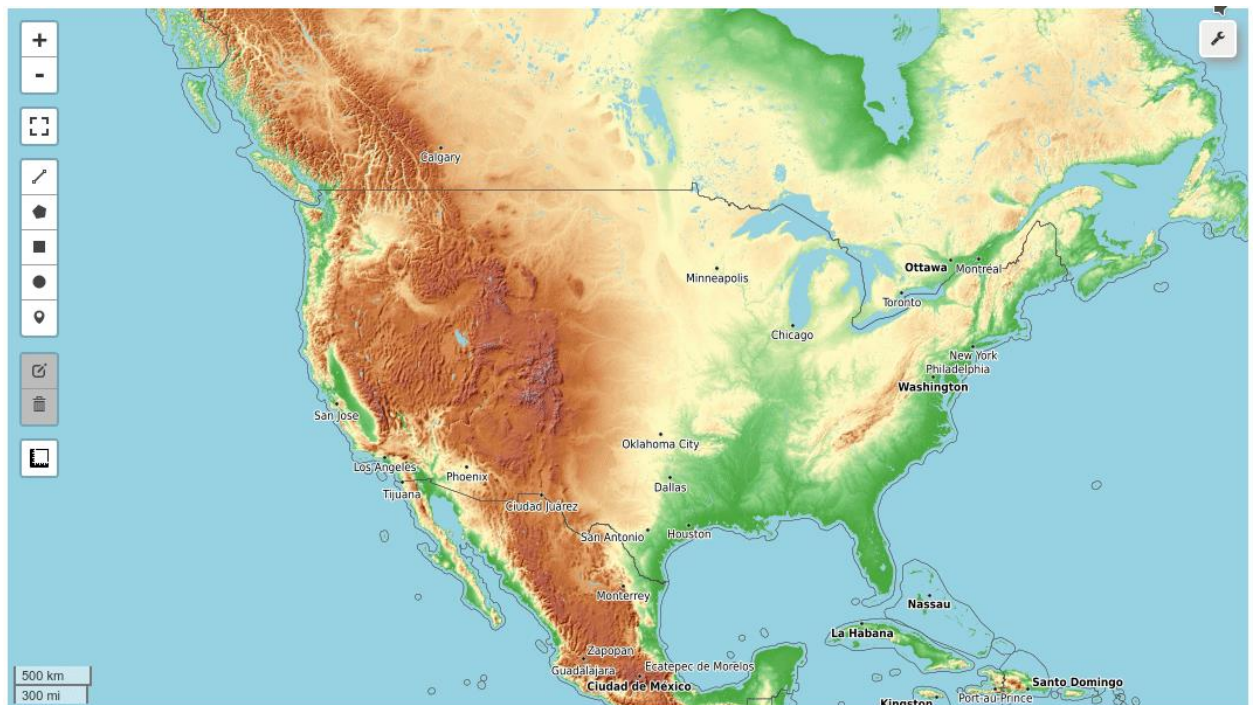 +
-
Calgary
Minneapolis
Ottawa
Montréal
Toronto
Chicago
New York
Philadelphia
Washington
San Jose
Oklahoma City
Los Angeles
Phoenix
Dallas
Tijuana
Ciudad Juárez
San Antonio
Houston
Monterrey
Nassau
La Habana
Zapopan
Guadalajara
Ecatepec de Morelos
Ciudad de México
Santo Domingo
Port-au-Prince
Kingston
500 km
300 mi